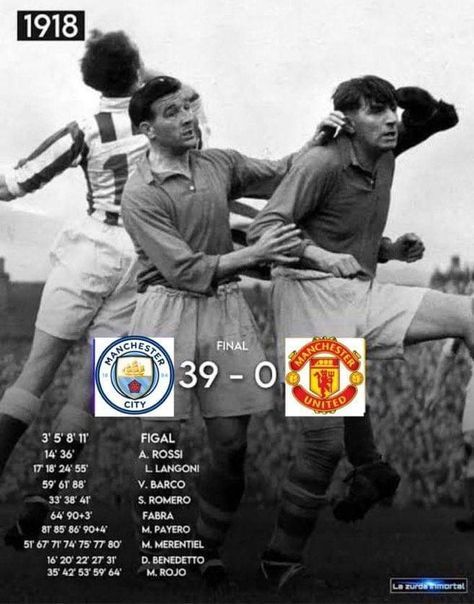 1918
FINAL
MANCHESTER
18 94
CITY
39 - 0
MANCHESTER
UNITED
3' 5' 8' 11' FIGAL
14' 36' A. ROSSI
17' 18' 24' 55' L. LANGONI
59' 61' 88' V. BARCO
33' 38' 41' S. ROMERO
64' 90+3' FABRA
81' 85' 86' 90+4' M. PAYERO
51' 67' 71' 74' 75' 77' 80' M. MERENTIEL
16' 20' 22' 27' 31' D. BENEDETTO
35' 42' 53' 59' 64' M. ROJO
La zurda inmortal